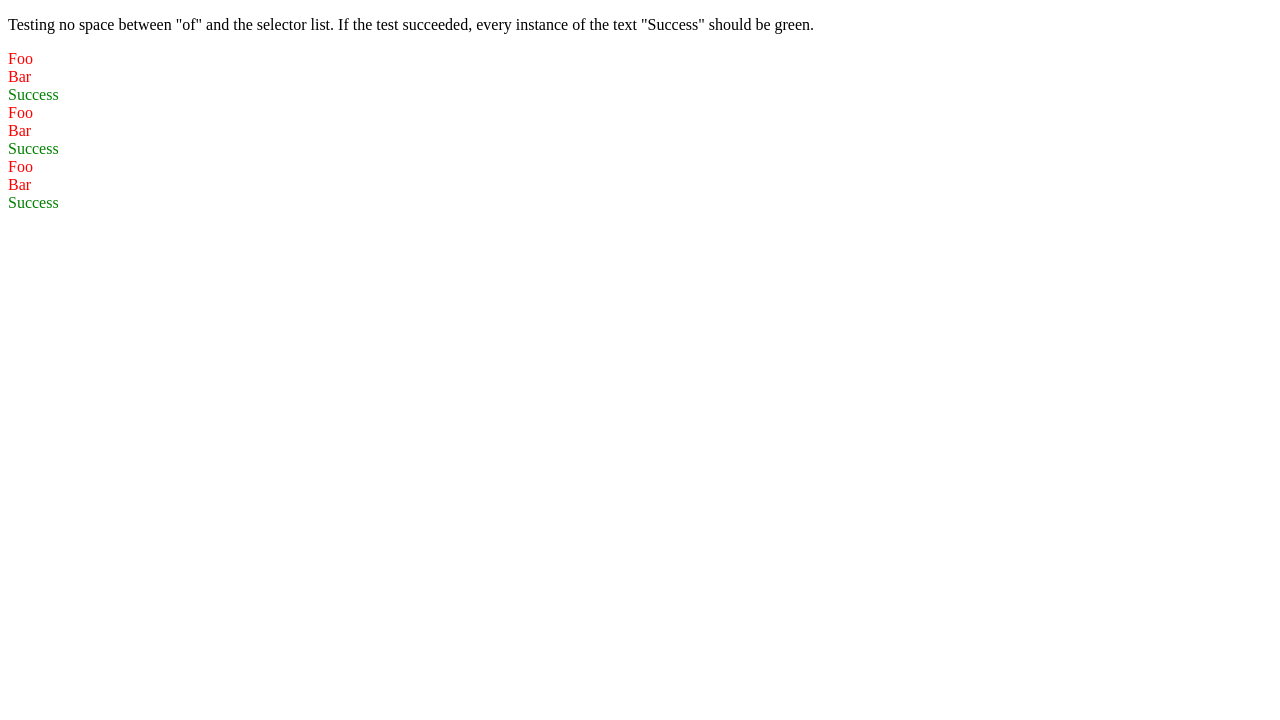 Testing no space between "of" and the selector list. If the test succeeded, every instance of the text "Success" should be green.
Foo
Bar
Success
Foo
Bar
Success
Foo
Bar
Success